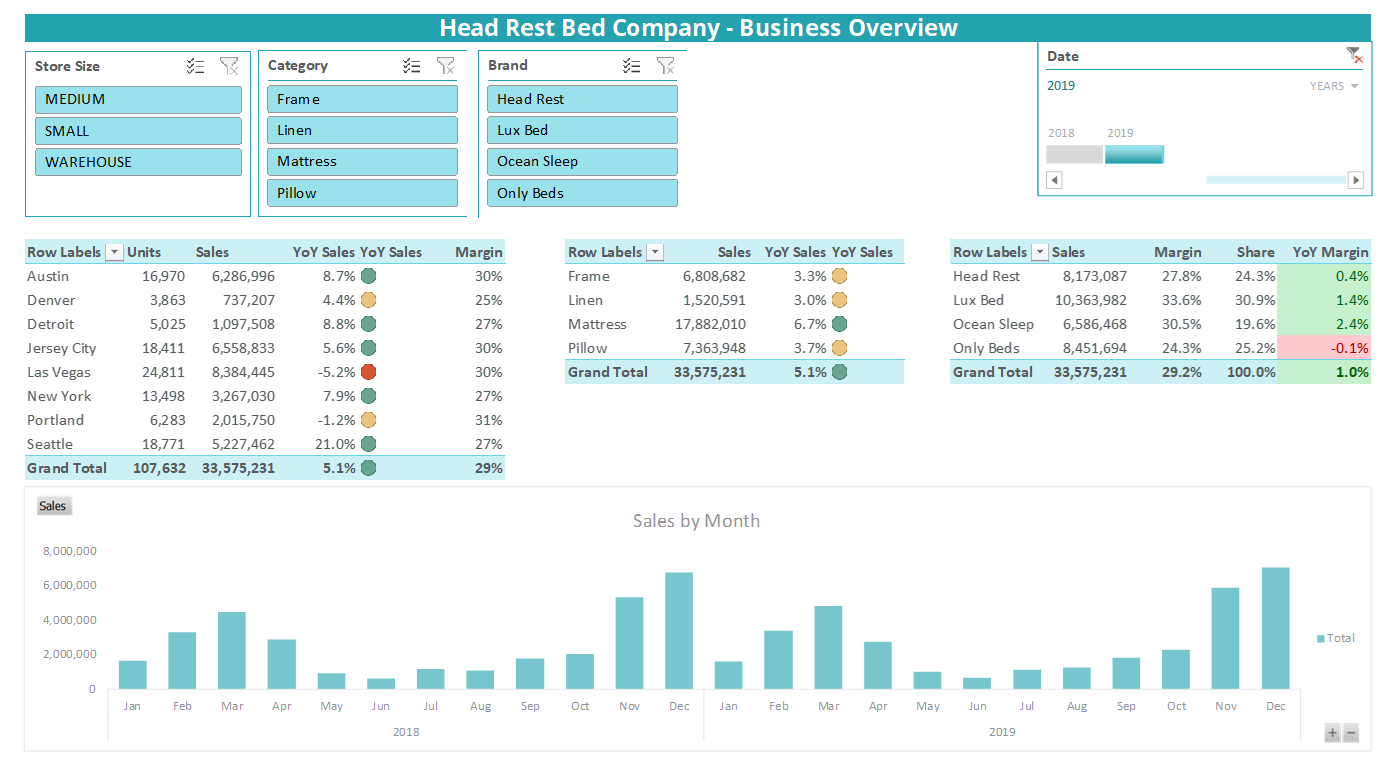 Head Rest Bed Company - Business Overview
Store Size
MEDIUM
SMALL
WAREHOUSE
Category
Frame
Linen
Mattress
Pillow
Brand
Head Rest
Lux Bed
Ocean Sleep
Only Beds
Date
2019 YEARS
2018 2019
Row Labels Units Sales YoY Sales YoY Sales Margin
Austin 16,970 6,286,996 8.7% 30%
Denver 3,863 737,207 4.4% 25%
Detroit 5,025 1,097,508 8.8% 27%
Jersey City 18,411 6,558,833 5.6% 30%
Las Vegas 24,811 8,384,445 -5.2% 30%
New York 13,498 3,267,030 7.9% 27%
Portland 6,283 2,015,750 -1.2% 31%
Seattle 18,771 5,227,462 21.0% 27%
Grand Total 107,632 33,575,231 5.1% 29%
Row Labels Sales YoY Sales YoY Sales
Frame 6,808,682 3.3%
Linen 1,520,591 3.0%
Mattress 17,882,010 6.7%
Pillow 7,363,948 3.7%
Grand Total 33,575,231 5.1%
Row Labels Sales Margin Share YoY Margin
Head Rest 8,173,087 27.8% 24.3% 0.4%
Lux Bed 10,363,982 33.6% 30.9% 1.4%
Ocean Sleep 6,586,468 30.5% 19.6% 2.4%
Only Beds 8,451,694 24.3% 25.2% -0.1%
Grand Total 33,575,231 29.2% 100.0% 1.0%
Sales
Sales by Month
8,000,000
6,000,000
4,000,000
2,000,000
0
Total
Jan Feb Mar Apr May Jun Jul Aug Sep Oct Nov Dec Jan Feb Mar Apr May Jun Jul Aug Sep Oct Nov Dec
2018 2019